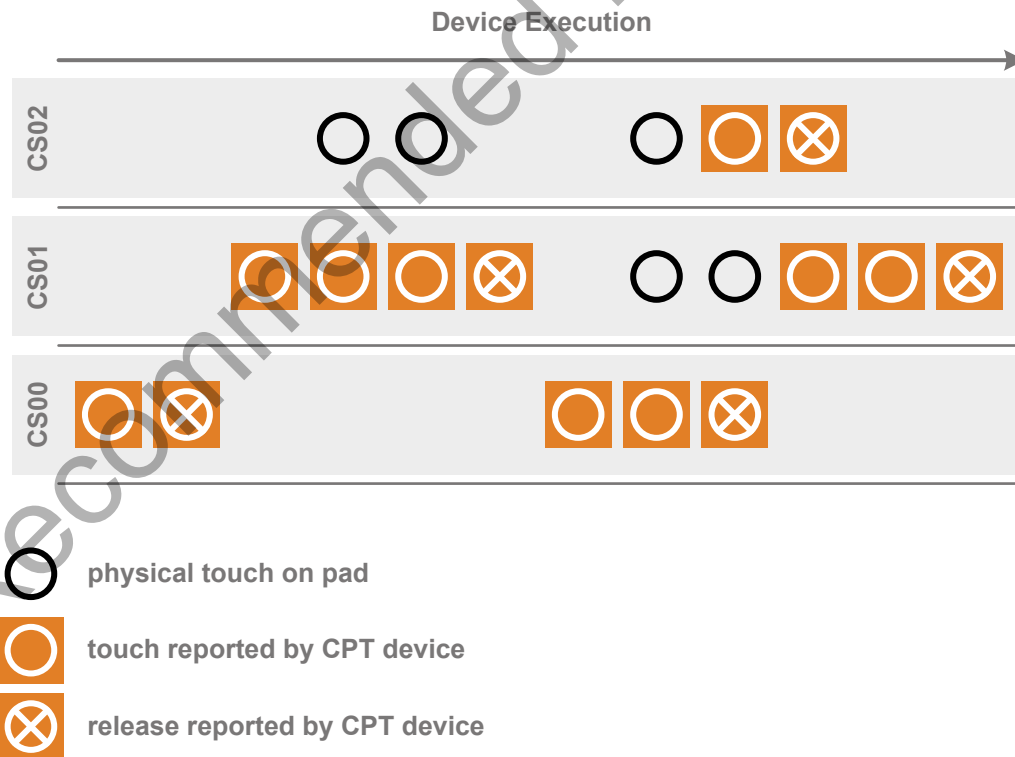 Device Execution
CS02
CS01
CS00
physical touch on pad
touch reported by CPT device
release reported by CPT device
recommended